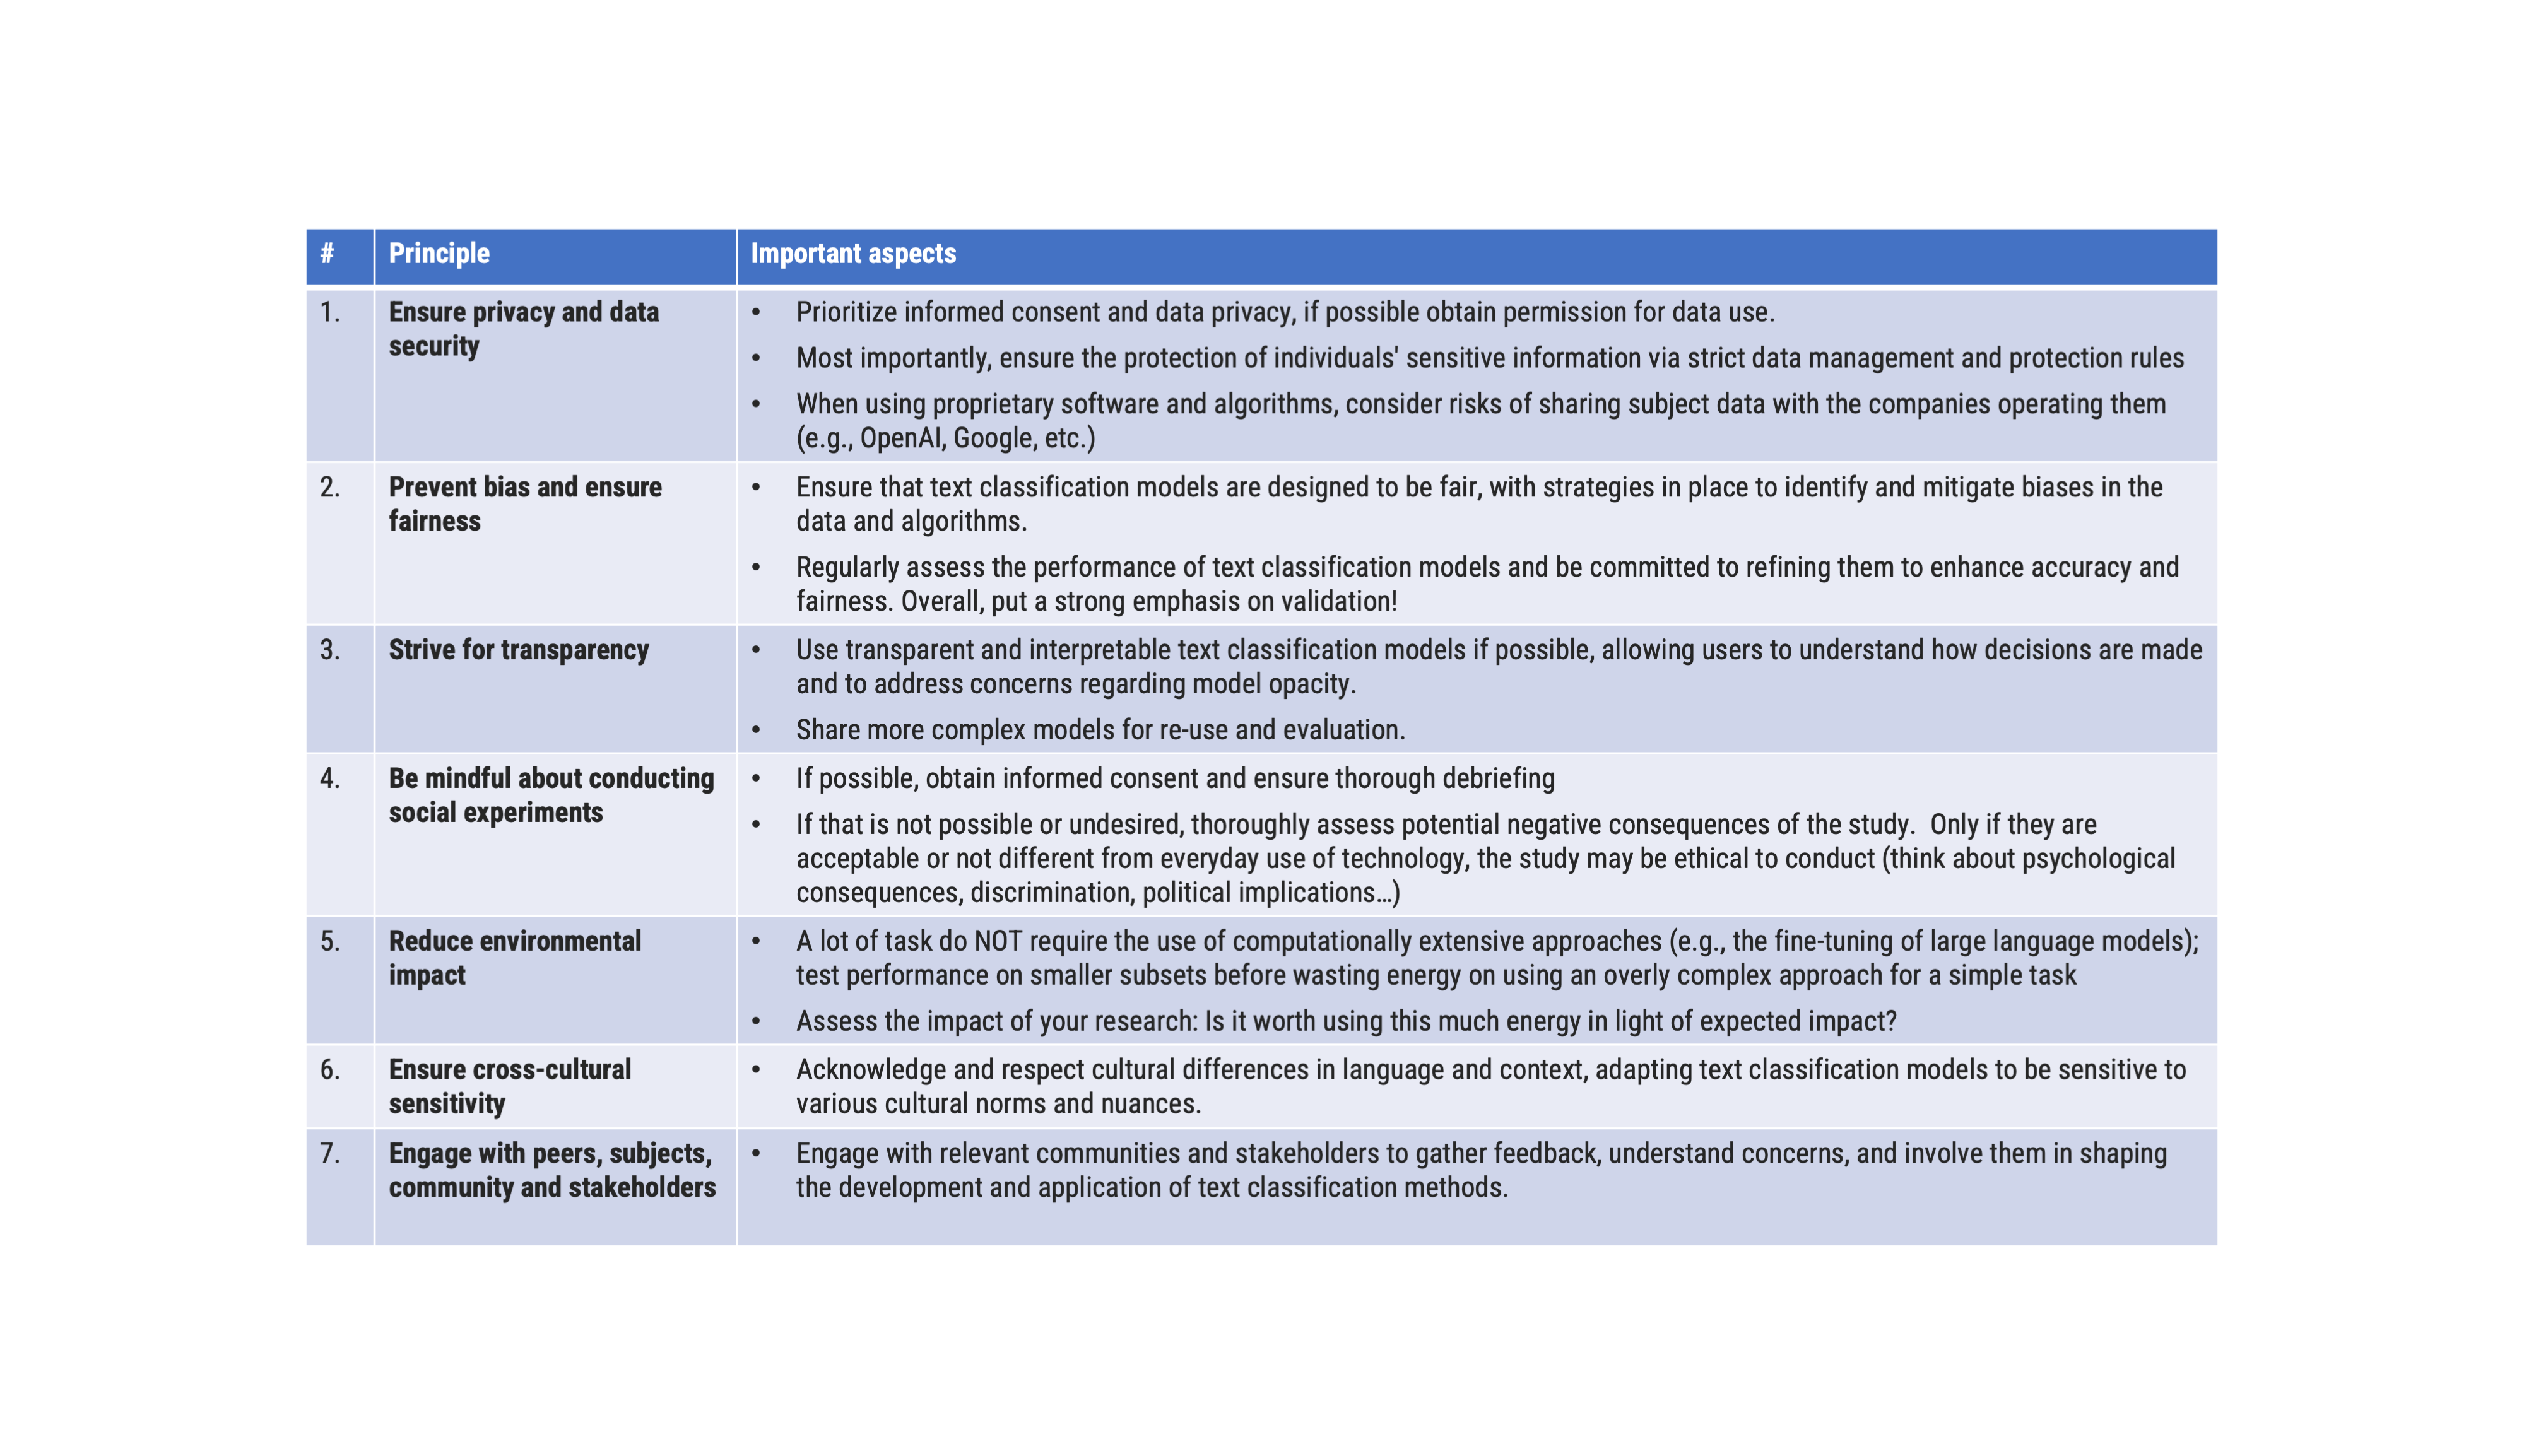 # Principle Important aspects
1. Ensure privacy and data security
• Prioritize informed consent and data privacy, if possible obtain permission for data use.
• Most importantly, ensure the protection of individuals' sensitive information via strict data management and protection rules
• When using proprietary software and algorithms, consider risks of sharing subject data with the companies operating them
(e.g., OpenAI, Google, etc.)
2. Prevent bias and ensure
fairness
• Ensure that text classification models are designed to be fair, with strategies in place to identify and mitigate biases in the
data and algorithms.
• Regularly assess the performance of text classification models and be committed to refining them to enhance accuracy and
fairness. Overall, put a strong emphasis on validation!
3. Strive for transparency
• Use transparent and interpretable text classification models if possible, allowing users to understand how decisions are made
and to address concerns regarding model opacity.
• Share more complex models for re-use and evaluation.
4. Be mindful about conducting
social experiments
• If possible, obtain informed consent and ensure thorough debriefing
• If that is not possible or undesired, thoroughly assess potential negative consequences of the study.  Only if they are
acceptable or not different from everyday use of technology, the study may be ethical to conduct (think about psychological
consequences, discrimination, political implications…)
5. Reduce environmental
impact
• A lot of task do NOT require the use of computationally extensive approaches (e.g., the fine-tuning of large language models);
test performance on smaller subsets before wasting energy on using an overly complex approach for a simple task
• Assess the impact of your research: Is it worth using this much energy in light of expected impact?
6. Ensure cross-cultural
sensitivity
• Acknowledge and respect cultural differences in language and context, adapting text classification models to be sensitive to
various cultural norms and nuances.
7. Engage with peers, subjects,
community and stakeholders
• Engage with relevant communities and stakeholders to gather feedback, understand concerns, and involve them in shaping
the development and application of text classification methods.